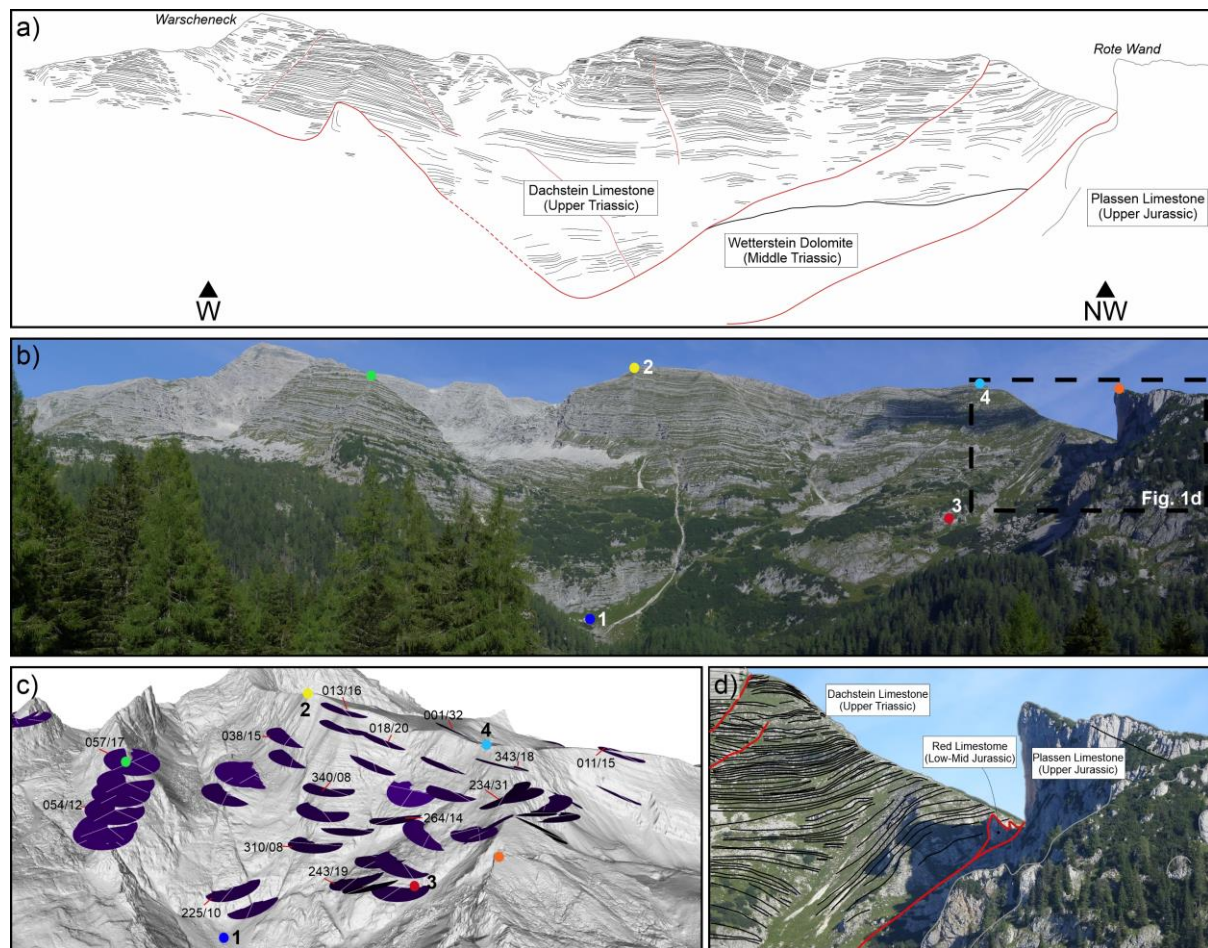 a)
Warscheneck
Rote Wand
Dachstein Limestone
(Upper Triassic)
Plassen Limestone
(Upper Jurassic)
Wetterstein Dolomite
(Middle Triassic)
W
NW
b)
2
4
3
Fig. 1d
1
c)
013/16
2
001/32
038/15
018/20
4
057/17
343/18
011/15
340/08
234/31
054/12
264/14
310/08
243/19
3
225/10
1
d)
Dachstein Limestone
(Upper Triassic)
Red Limestome
(Low-Mid Jurassic)
Plassen Limestone
(Upper Jurassic)